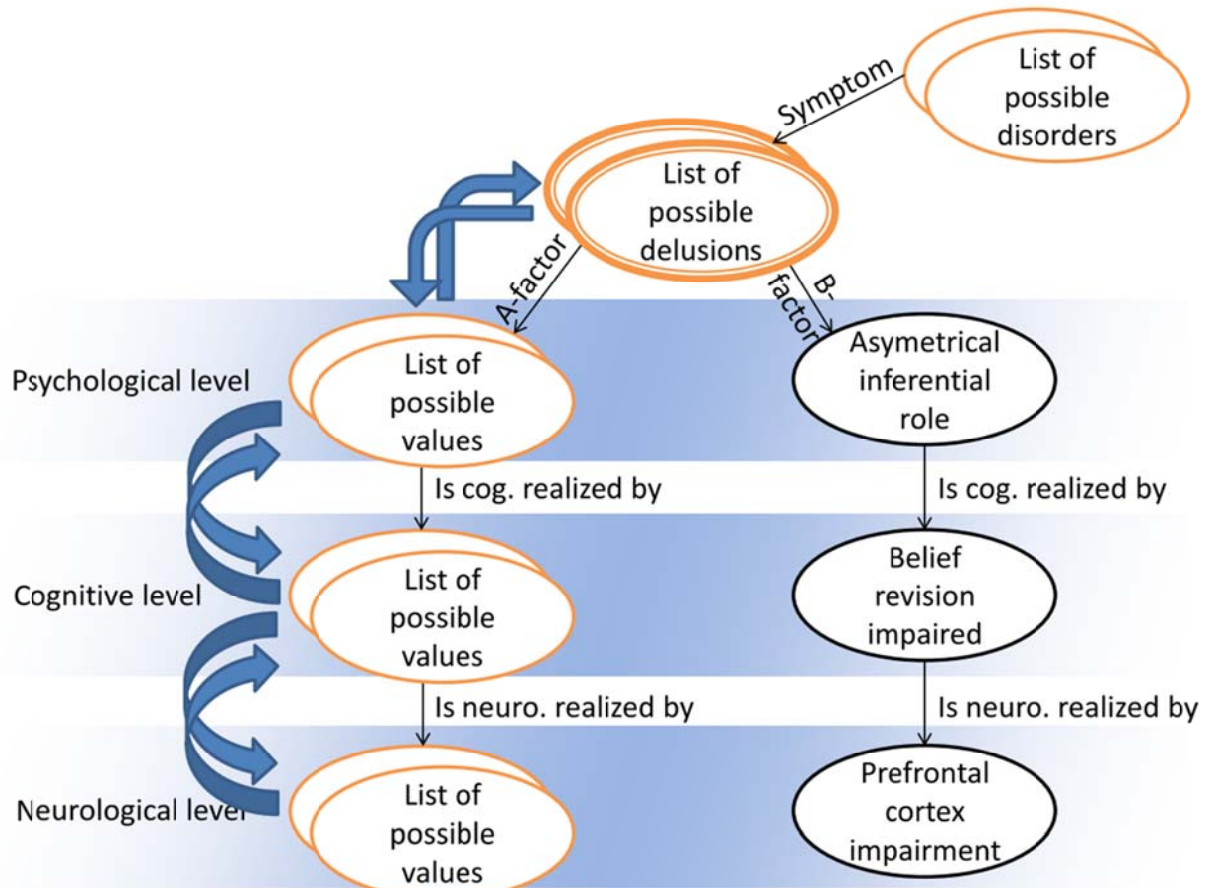 Symptom
List of
possible
disorders
List of
possible
delusions
A-factor
B-
factor
Psychological level
List of
possible
values
Asymetrical
inferential
role
Is cog. realized by
Is cog. realized by
Cognitive level
List of
possible
values
Belief
revision
impaired
Is neuro. realized by
Is neuro. realized by
Neurological level
List of
possible
values
Prefrontal
cortex
impairment